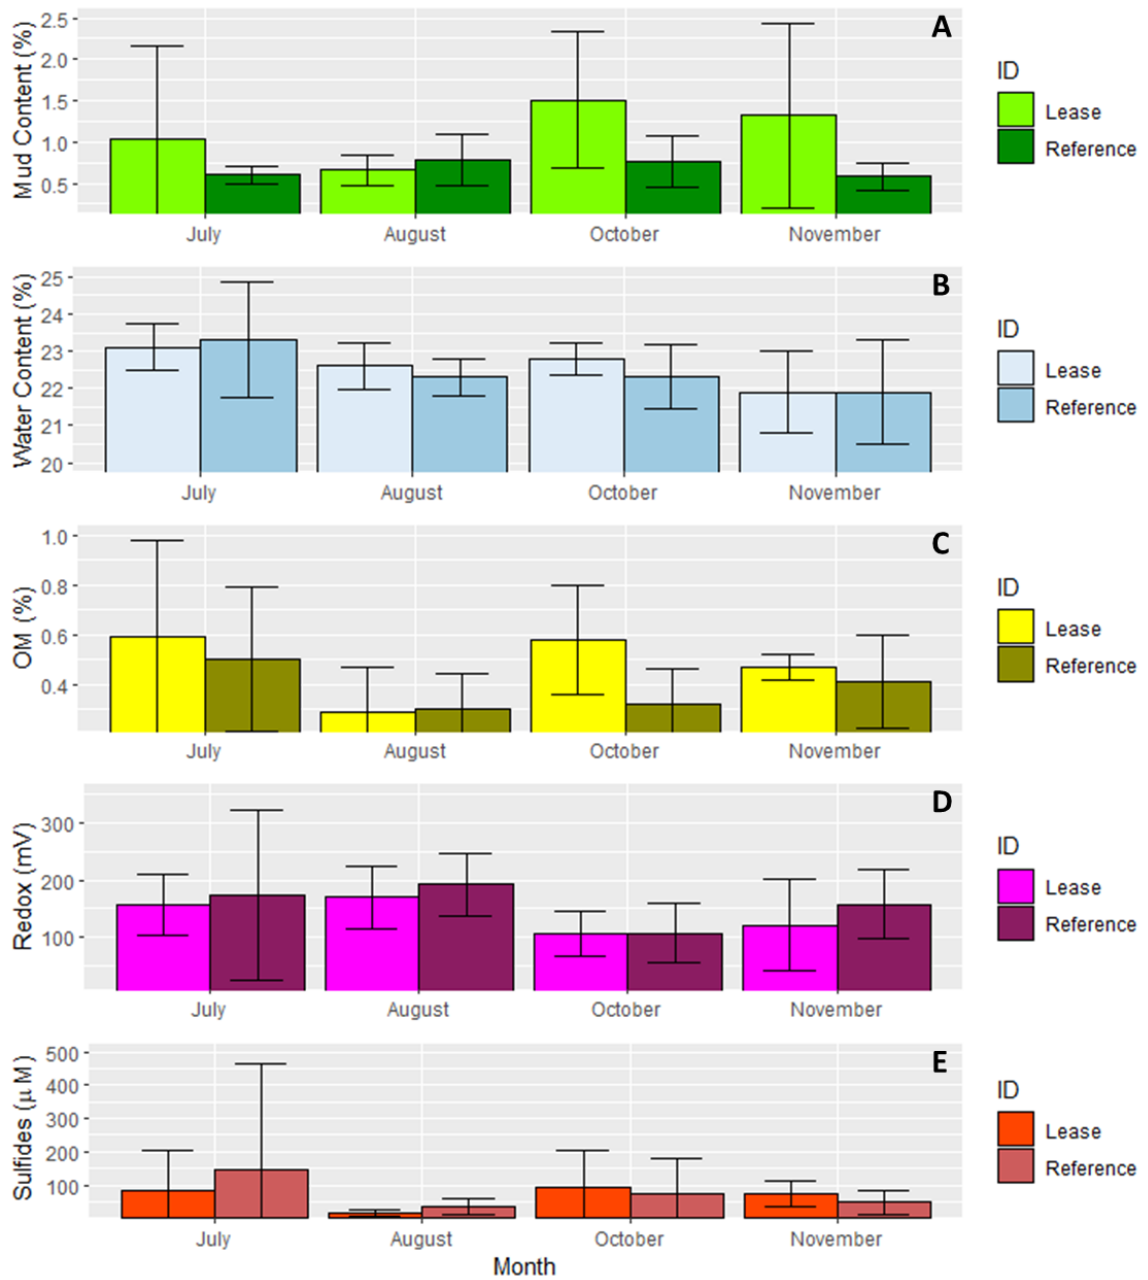 A
Mud Content (%)
2.5
2.0
1.5
1.0
0.5
July August October November
ID
Lease
Reference
B
Water Content (%)
25
24
23
22
21
20
July August October November
ID
Lease
Reference
C
OM (%)
1.0
0.8
0.6
0.4
July August October November
ID
Lease
Reference
D
Redox (mV)
300
200
100
July August October November
ID
Lease
Reference
E
Sulfides (μM)
500
400
300
200
100
July August October November
Month
ID
Lease
Reference